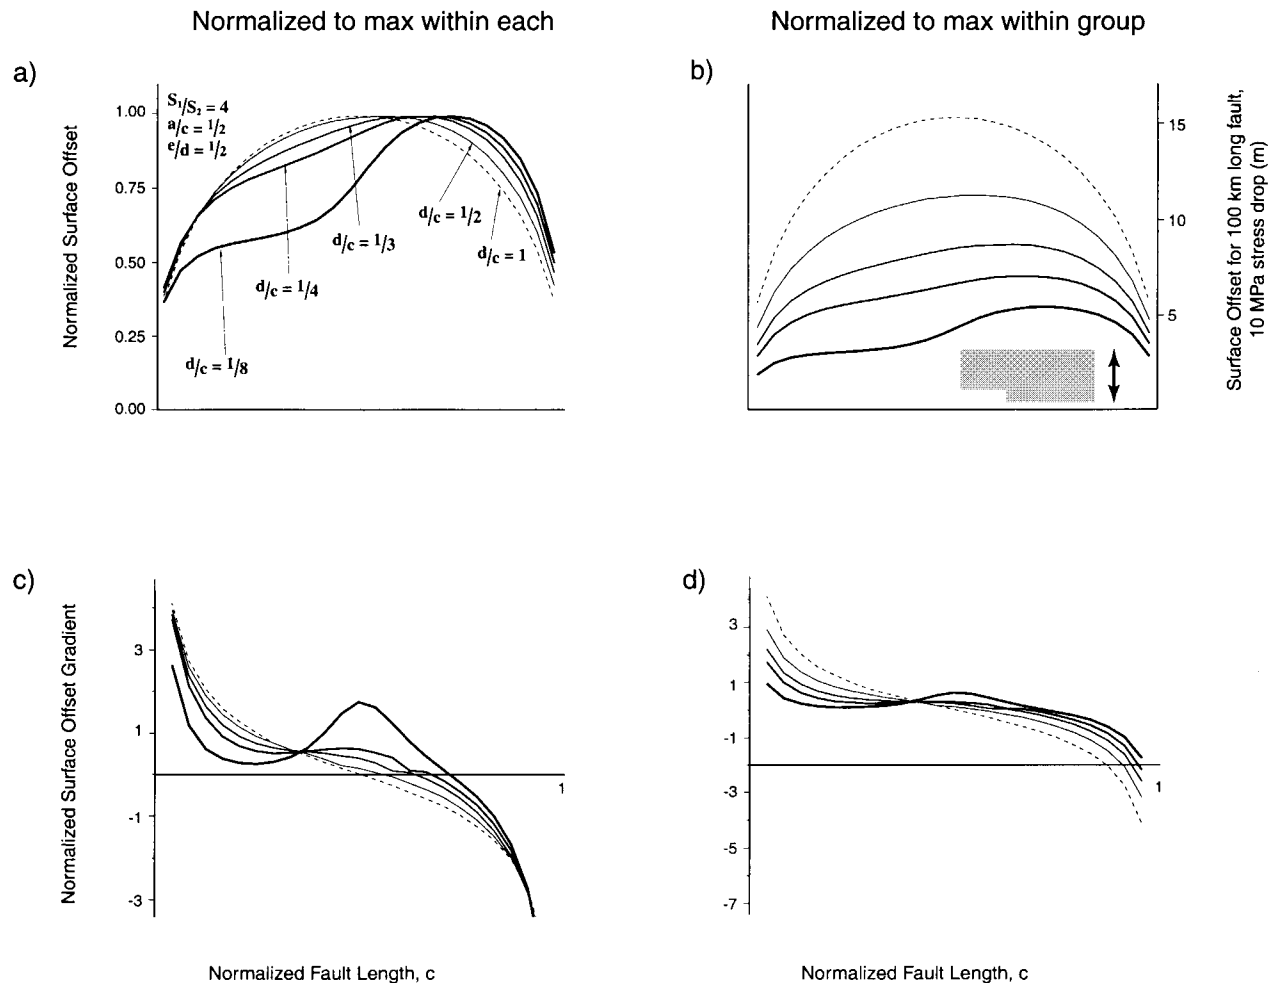 Normalized to max within each
Normalized to max within group
a)
S1/S2 = 4
a/c = 1/2
e/d = 1/2
1.00
0.75
0.50
0.25
0.00
Normalized Surface Offset
d/c = 1/2
d/c = 1/3
d/c = 1
d/c = 1/4
d/c = 1/8
b)
15
10
5
Surface Offset for 100 km long fault,
10 MPa stress drop (m)
c)
3
1
-1
-3
1
Normalized Surface Offset Gradient
Normalized Fault Length, c
d)
3
1
-1
-3
-5
-7
1
Normalized Fault Length, c